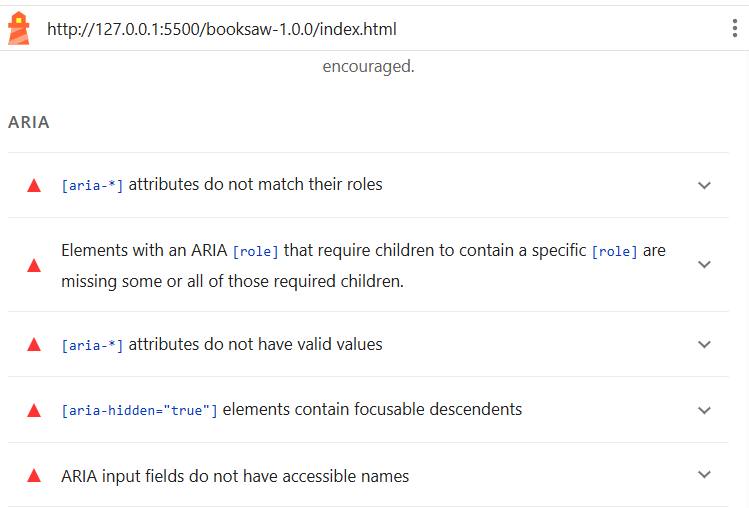 http://127.0.0.1:5500/booksaw-1.0.0/index.html
encouraged.
ARIA
[aria-*] attributes do not match their roles
Elements with an ARIA [role] that require children to contain a specific [role] are
missing some or all of those required children.
[aria-*] attributes do not have valid values
[aria-hidden="true"] elements contain focusable descendents
ARIA input fields do not have accessible names